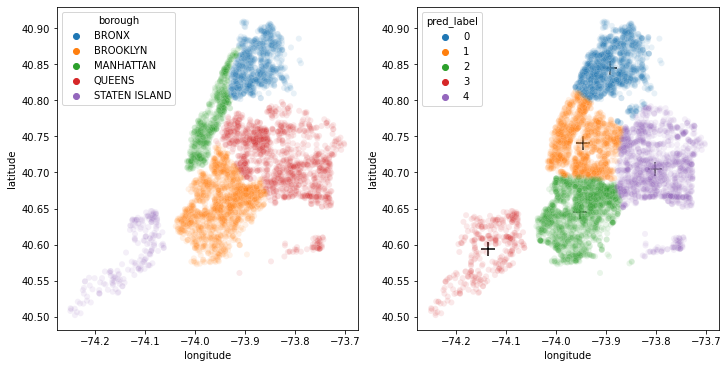 borough
BRONX
BROOKLYN
MANHATTAN
QUEENS
STATEN ISLAND
40.90
40.85
40.80
40.75
40.70
40.65
40.60
40.55
40.50
latitude
−74.2 −74.1 −74.0 −73.9 −73.8 −73.7
longitude
pred_label
0
1
2
3
4
40.90
40.85
40.80
40.75
40.70
40.65
40.60
40.55
40.50
latitude
−74.2 −74.1 −74.0 −73.9 −73.8 −73.7
longitude